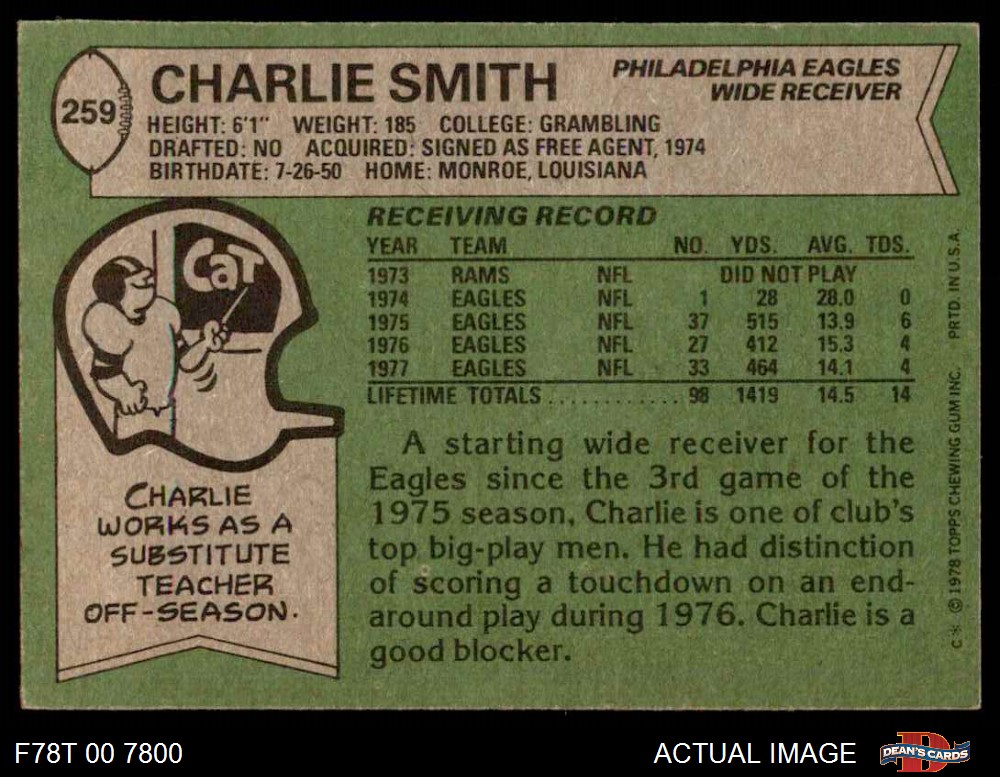 259
CHARLIE SMITH
PHILADELPHIA EAGLES
WIDE RECEIVER
HEIGHT: 6'1" WEIGHT: 185 COLLEGE: GRAMBLING
DRAFTED: NO ACQUIRED: SIGNED AS FREE AGENT, 1974
BIRTHDATE: 7-26-50 HOME: MONROE, LOUISIANA
CaT
CHARLIE
WORKS AS A
SUBSTITUTE
TEACHER
OFF-SEASON.
RECEIVING RECORD
YEAR TEAM NO. YDS. AVG. TDS.
1973 RAMS NFL DID NOT PLAY
1974 EAGLES NFL 1 28 28.0 0
1975 EAGLES NFL 37 515 13.9 6
1976 EAGLES NFL 27 412 15.3 4
1977 EAGLES NFL 33 464 14.1 4
LIFETIME TOTALS............ 98 1419 14.5 14
A starting wide receiver for the
Eagles since the 3rd game of the
1975 season, Charlie is one of club's
top big-play men. He had distinction
of scoring a touchdown on an end-
around play during 1976. Charlie is a
good blocker.
C** © 1978 TOPPS CHEWING GUM INC. PRTD. IN U.S.A.
F78T 00 7800
ACTUAL IMAGE
D
DEAN'S CARDS